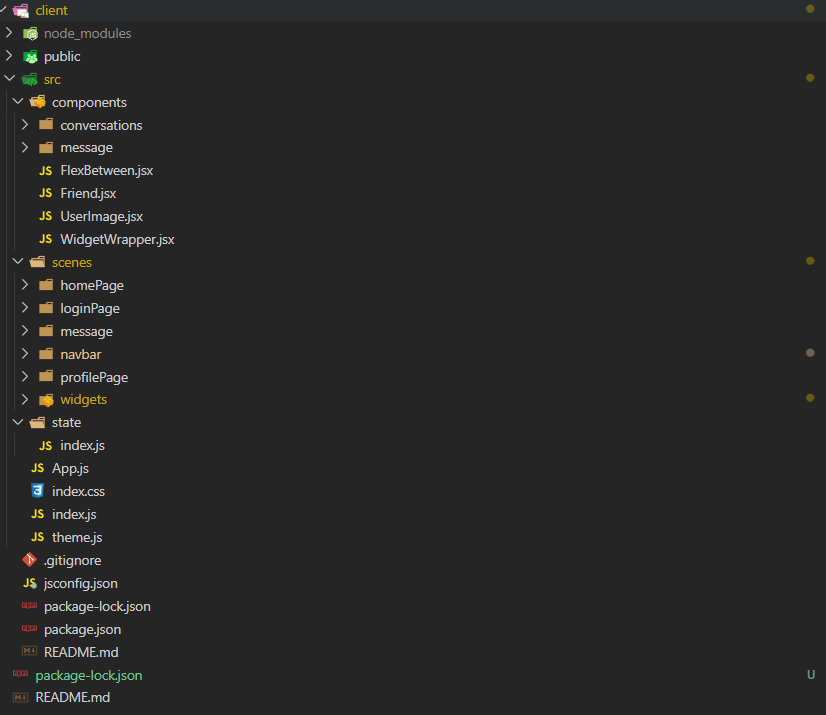 client
node_modules
public
src
components
conversations
message
JS FlexBetween.jsx
JS Friend.jsx
JS UserImage.jsx
JS WidgetWrapper.jsx
scenes
homePage
loginPage
message
navbar
profilePage
widgets
state
JS index.js
JS App.js
index.css
JS index.js
JS theme.js
.gitignore
JS jsconfig.json
package-lock.json
package.json
README.md
package-lock.json U
README.md